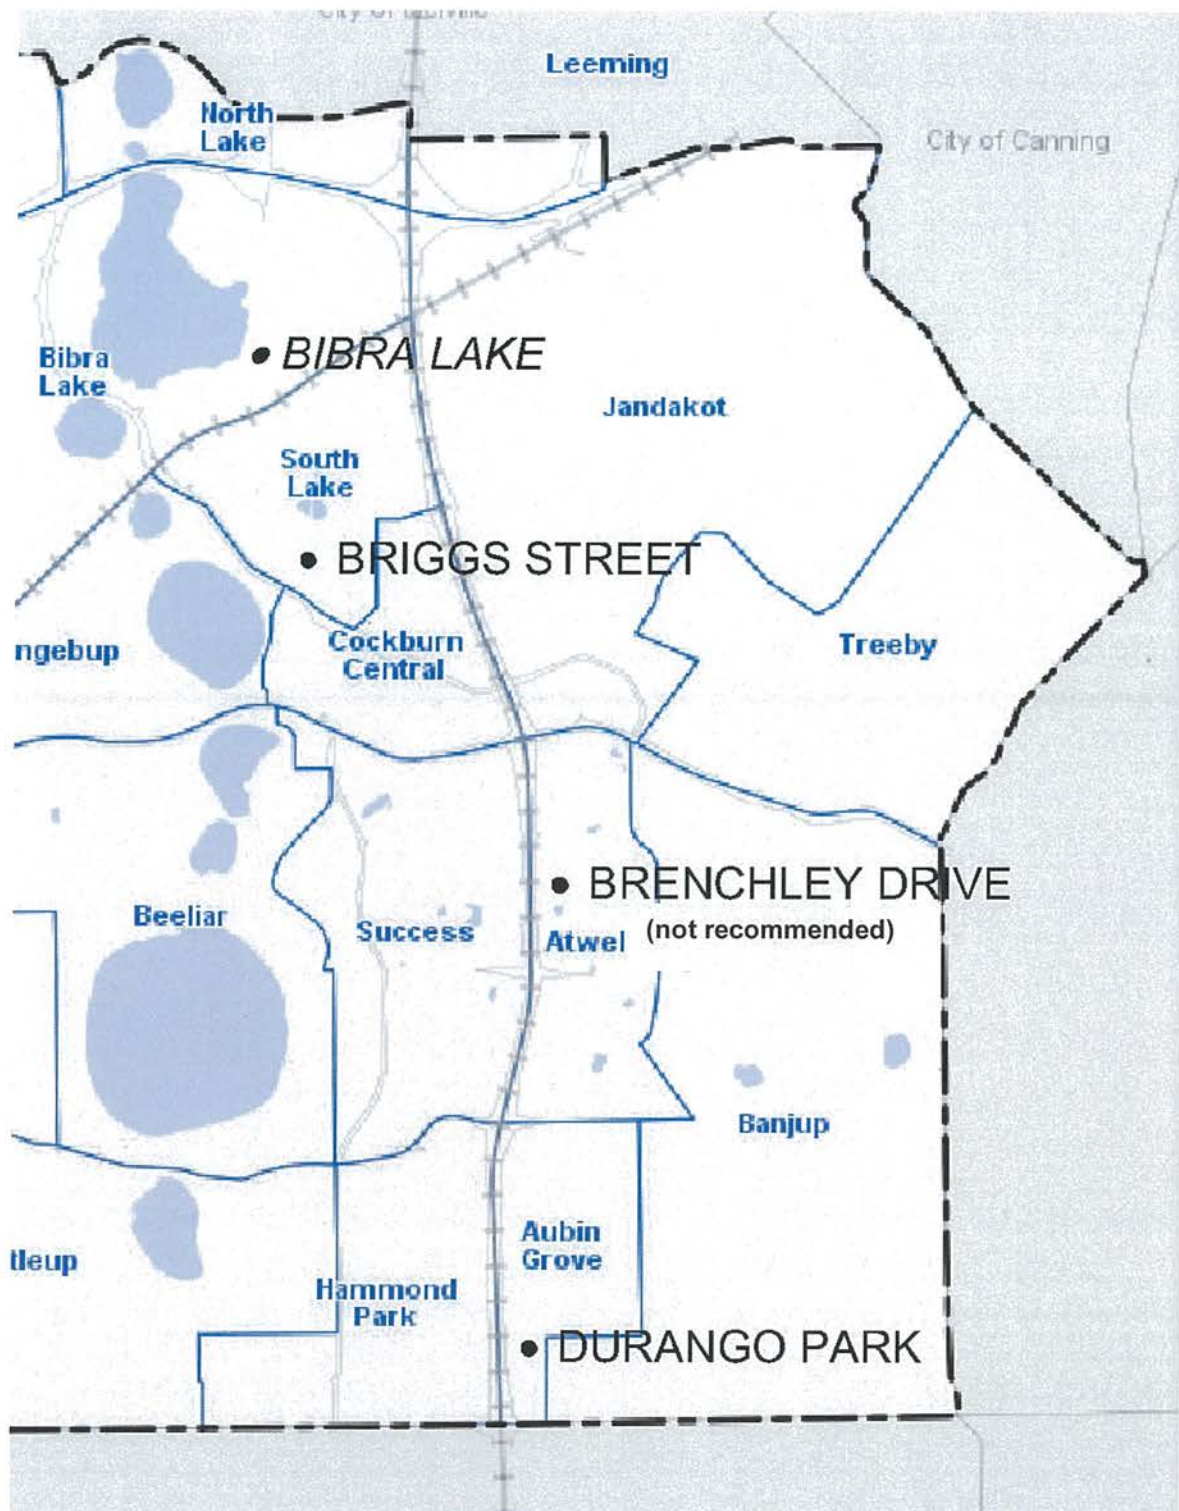 Leeming
North
Lake
City of Canning
BIBRA LAKE
Bibra
Lake
Jandakot
South
Lake
BRIGGS STREET
Cockburn
Central
Treeby
ngebup
BRENCHLEY DRIVE
(not recommended)
Beeliar
Success
Atwel
Banjup
Aubin
Grove
tleup
Hammond
Park
DURANGO PARK